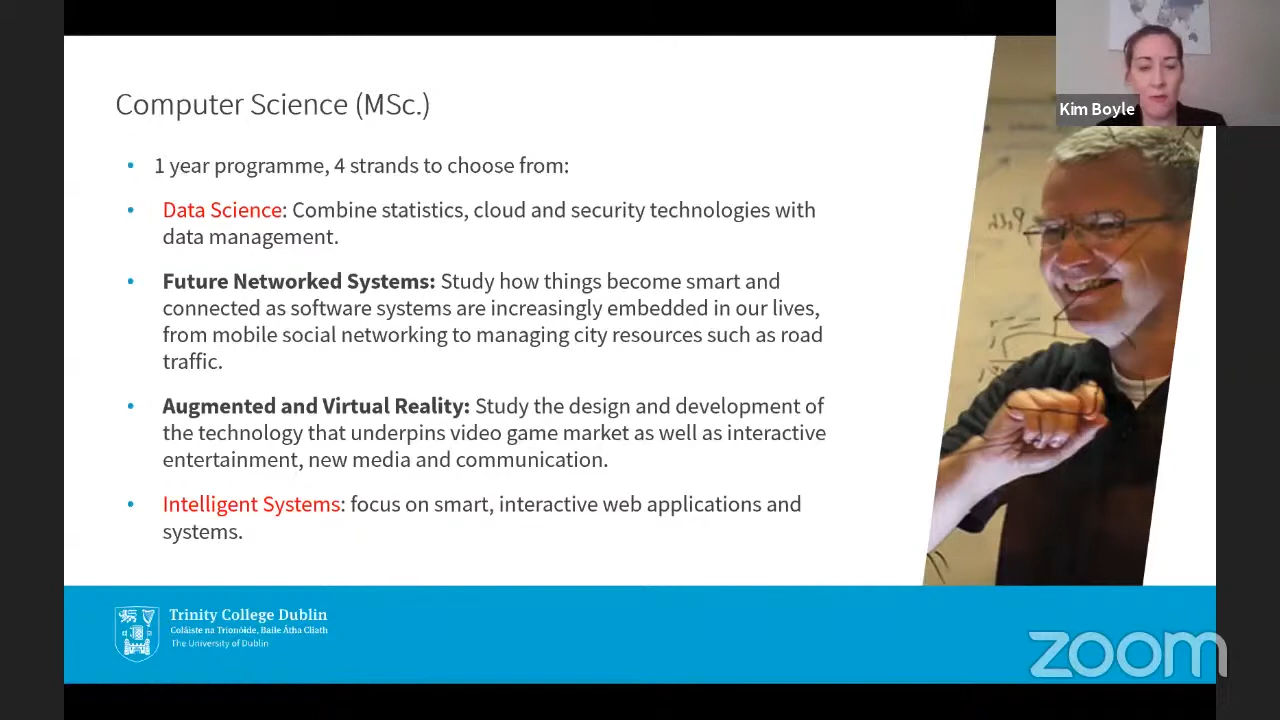 Computer Science (MSc.)
• 1 year programme, 4 strands to choose from:
• Data Science: Combine statistics, cloud and security technologies with
data management.
• Future Networked Systems: Study how things become smart and
connected as software systems are increasingly embedded in our lives,
from mobile social networking to managing city resources such as road
traffic.
• Augmented and Virtual Reality: Study the design and development of
the technology that underpins video game market as well as interactive
entertainment, new media and communication.
• Intelligent Systems: focus on smart, interactive web applications and
systems.
Kim Boyle
Trinity College Dublin
Coláiste na Tríonóide, Baile Átha Cliath
The University of Dublin
zoom